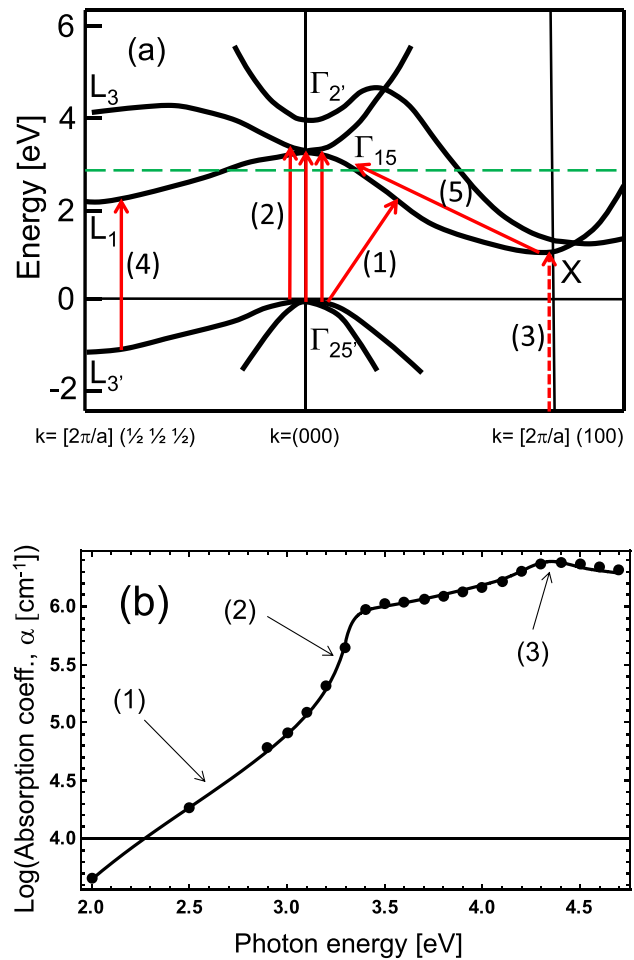 6
(a)
L3
Γ2'
4
Γ15
(2)
(5)
2
L1
(4)
(1)
X
0
Γ25'
(3)
L3'
-2
Energy [eV]
k= [2π/a] (½ ½ ½)
k=(000)
k= [2π/a] (100)
(b)
6.0
(2)
(3)
5.5
(1)
5.0
4.5
4.0
Log(Absorption coeff., α [cm⁻¹])
2.0 2.5 3.0 3.5 4.0 4.5
Photon energy [eV]